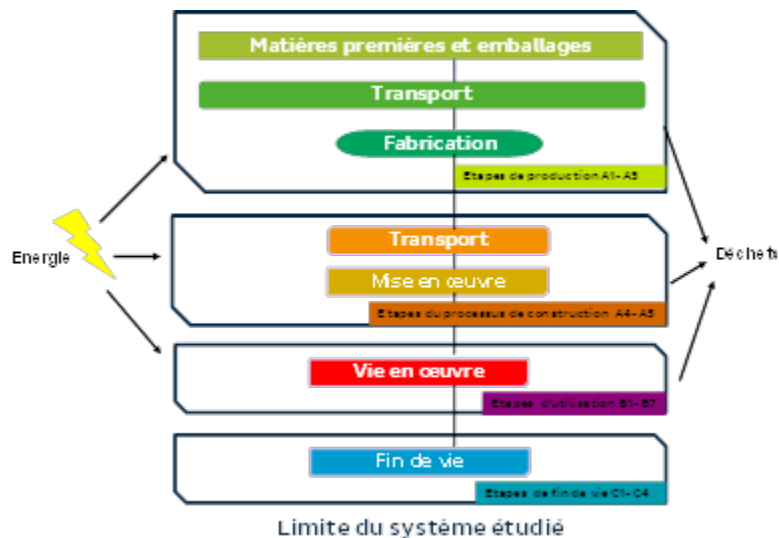 Matières premières et emballages
Transport
Fabrication
Etapes de production A1-A3
Energie
Transport
Mise en œuvre
Etapes du processus de construction A4-A5
Déchets
Vie en œuvre
Etapes d'utilisation B1-B7
Fin de vie
Etapes de fin de vie C1-C4
Limite du système étudié